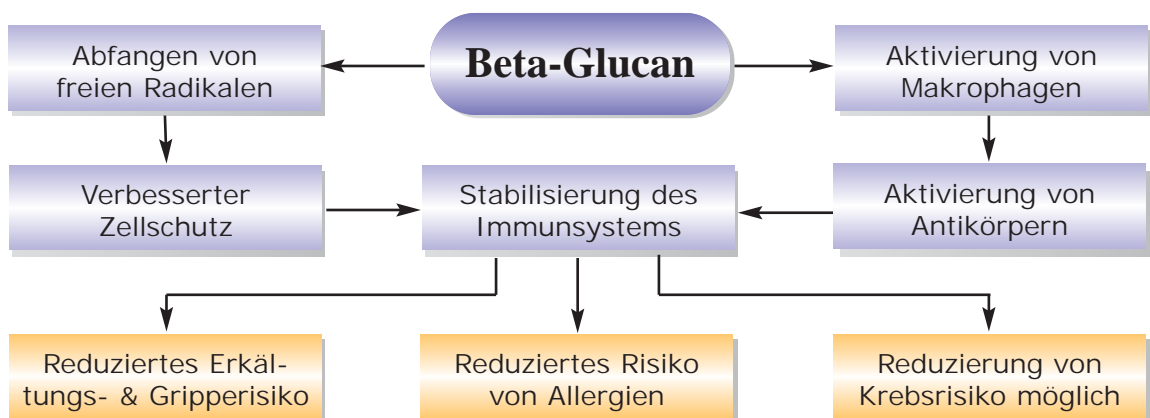 Abfangen von
freien Radikalen
Beta-Glucan
Aktivierung von
Makrophagen
Verbesserter
Zellschutz
Stabilisierung des
Immunsystems
Aktivierung von
Antikörpern
Reduziertes Erkäl-
tungs- & Gripperisiko
Reduziertes Risiko
von Allergien
Reduzierung von
Krebsrisiko möglich